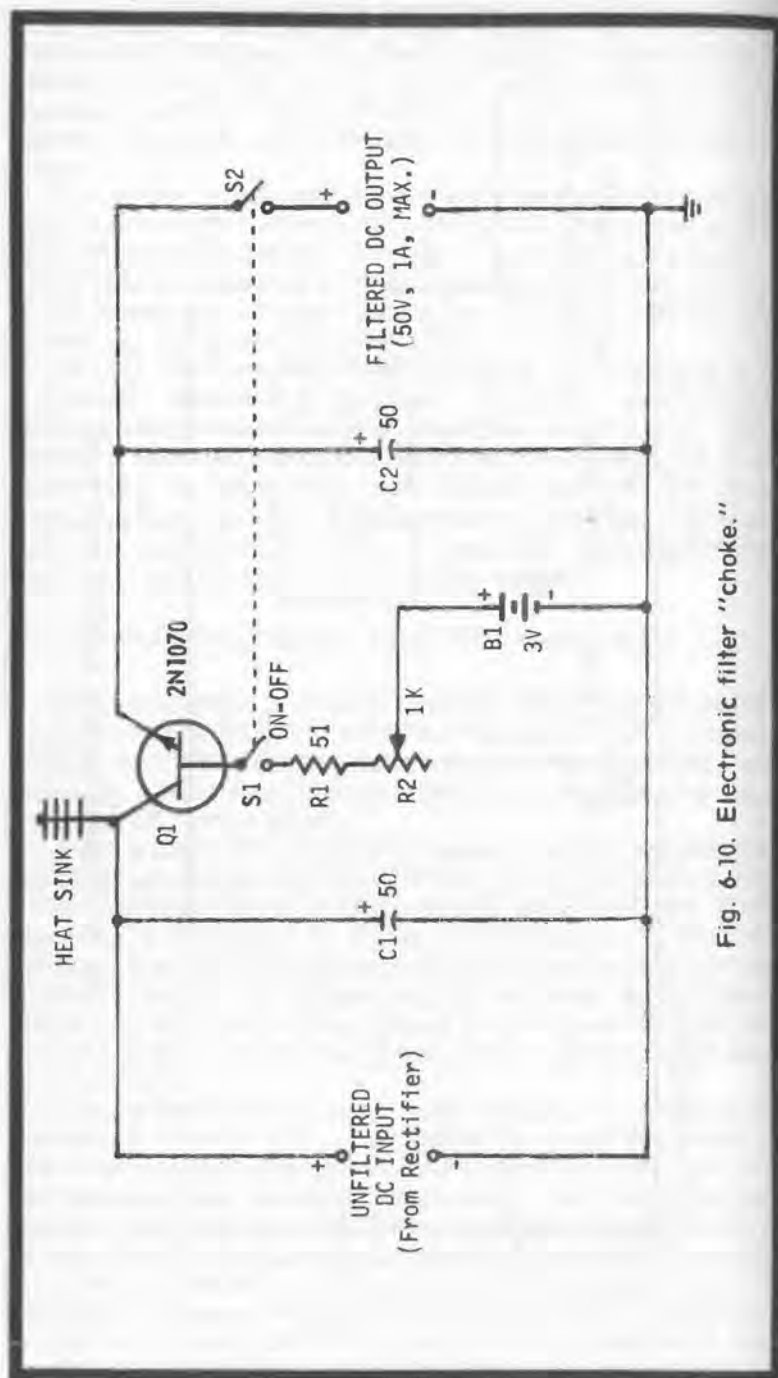 HEAT SINK
Q1
2N1070
S1
ON-OFF
S2
R1
51
R2
1K
+
C1
50
+
C2
50
B1
+
-
3V
+
UNFILTERED
DC INPUT
(From Rectifier)
-
+
FILTERED DC OUTPUT
(50V, 1A, MAX.)
-
Fig. 6-10. Electronic filter "choke."